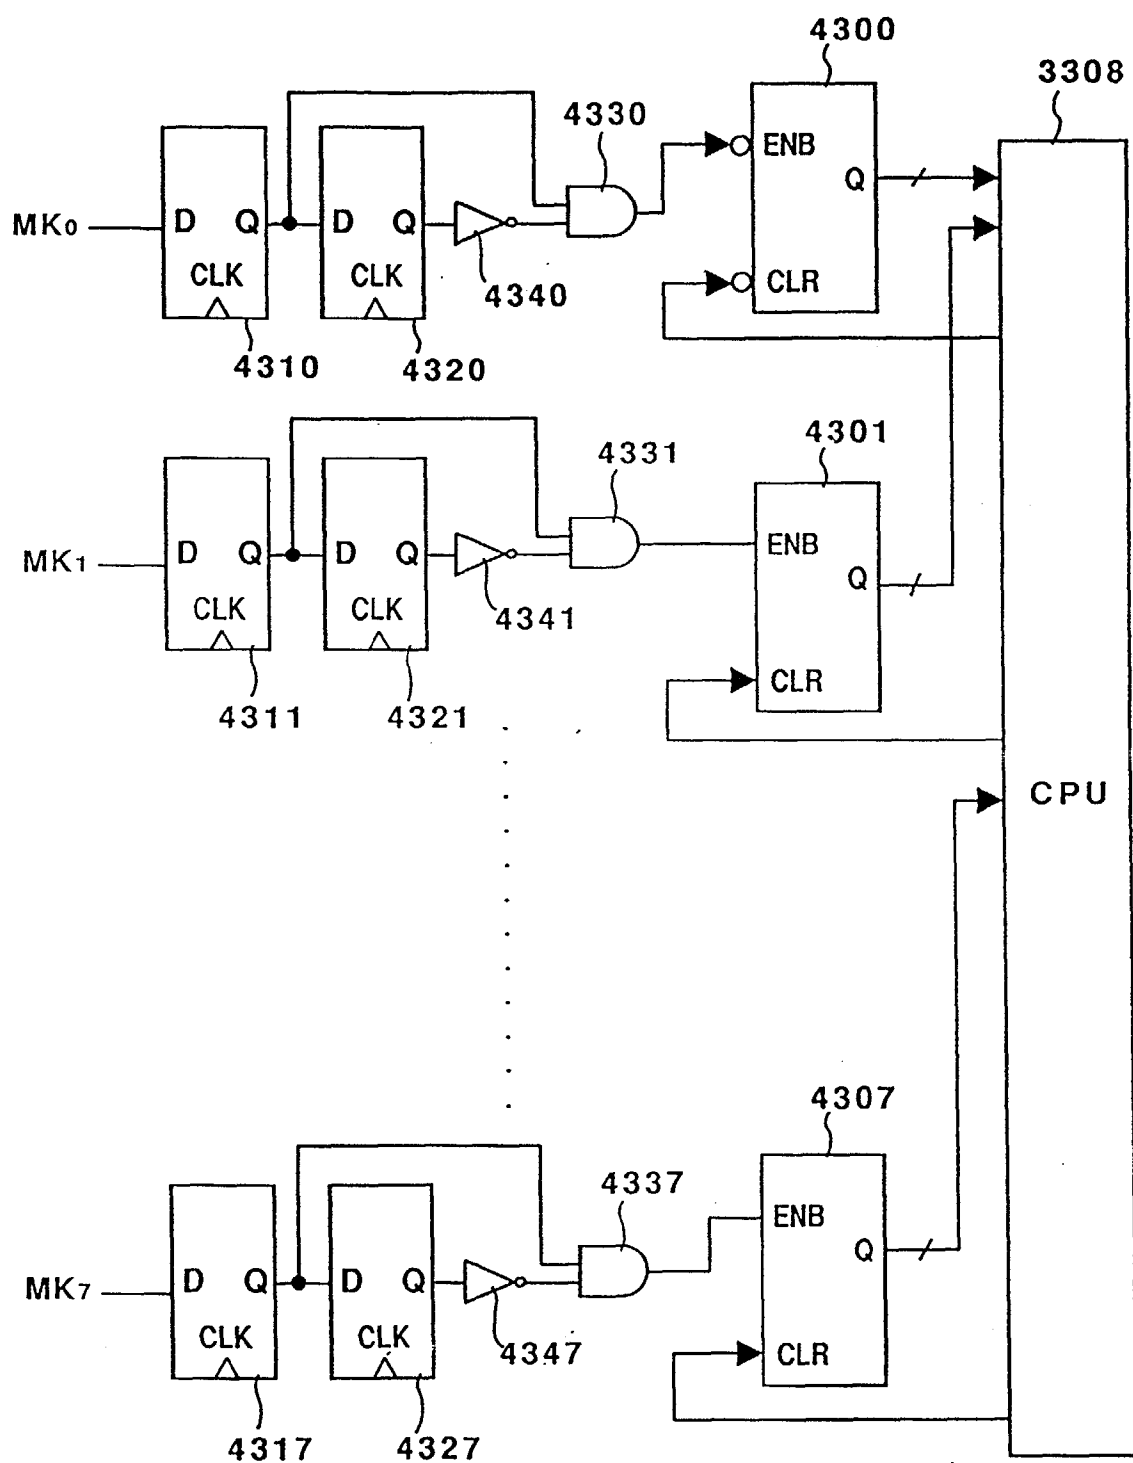 4300
3308
4330
MK0
D Q
CLK
D Q
CLK
ENB
Q
CLR
4340
4310
4320
4301
4331
MK1
D Q
CLK
D Q
CLK
ENB
Q
CLR
4341
4311
4321
CPU
4307
4337
MK7
D Q
CLK
D Q
CLK
ENB
Q
CLR
4347
4317
4327